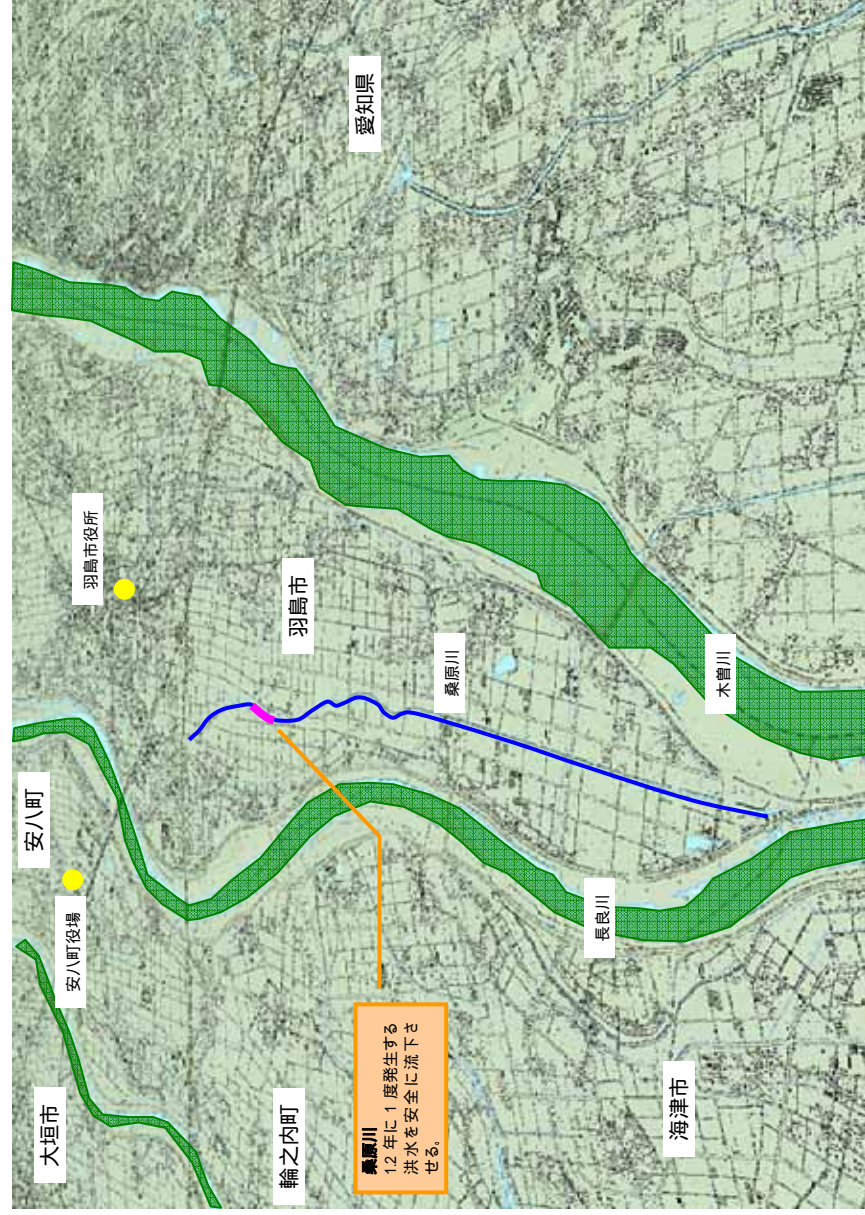 大垣市
安八町
安八町役場
羽島市役所
愛知県
輪之内町
羽島市
桑原川
1.2 年に 1 度発生する
洪水を安全に流下さ
せる。
桑原川
長良川
木曽川
海津市